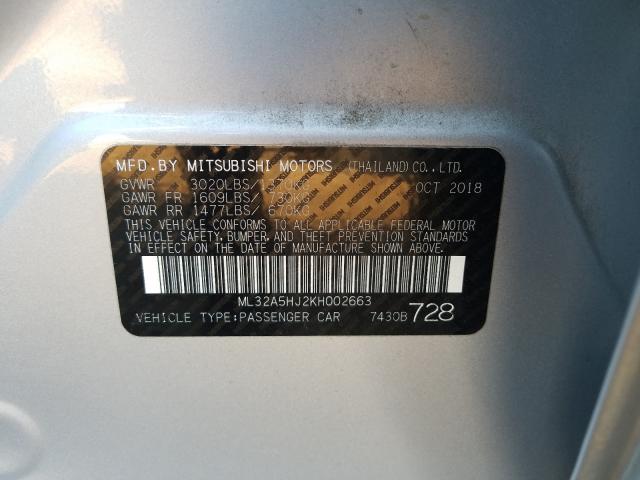 MFD.BY MITSUBISHI MOTORS (THAILAND)CO.,LTD.
GVWR 3020LBS/1370KG OCT 2018
GAWR FR 1609LBS/ 730KG
GAWR RR 1477LBS/ 670KG
THIS VEHICLE CONFORMS TO ALL APPLICABLE FEDERAL MOTOR
VEHICLE SAFETY, BUMPER, AND THEFT PREVENTION STANDARDS
IN EFFECT ON THE DATE OF MANUFACTURE SHOWN ABOVE.
ML32A5HJ2KH002663
VEHICLE TYPE:PASSENGER CAR 7430B 728